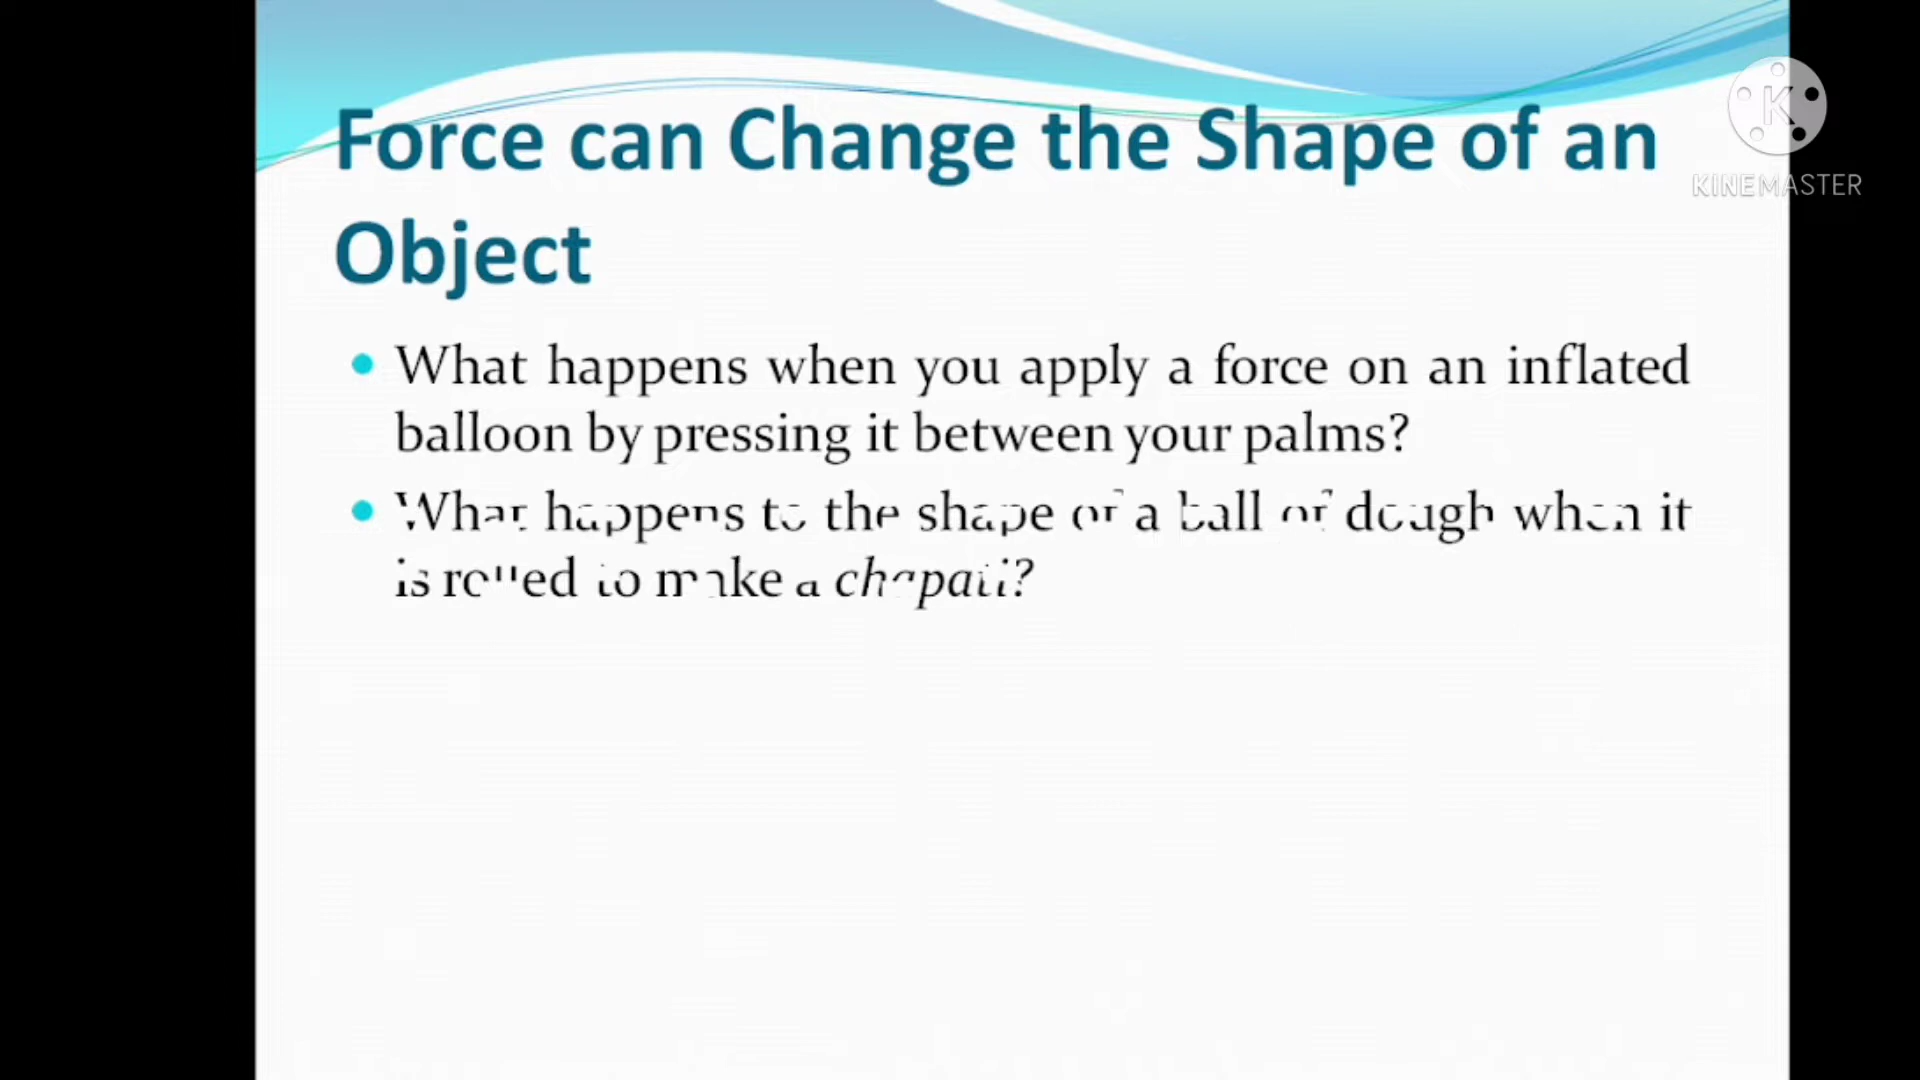 Force can Change the Shape of an
Object
K
KINEMASTER
What happens when you apply a force on an inflated
balloon by pressing it between your palms?
What happens to the shape of a ball of dough when it
is rolled to make a chapati?